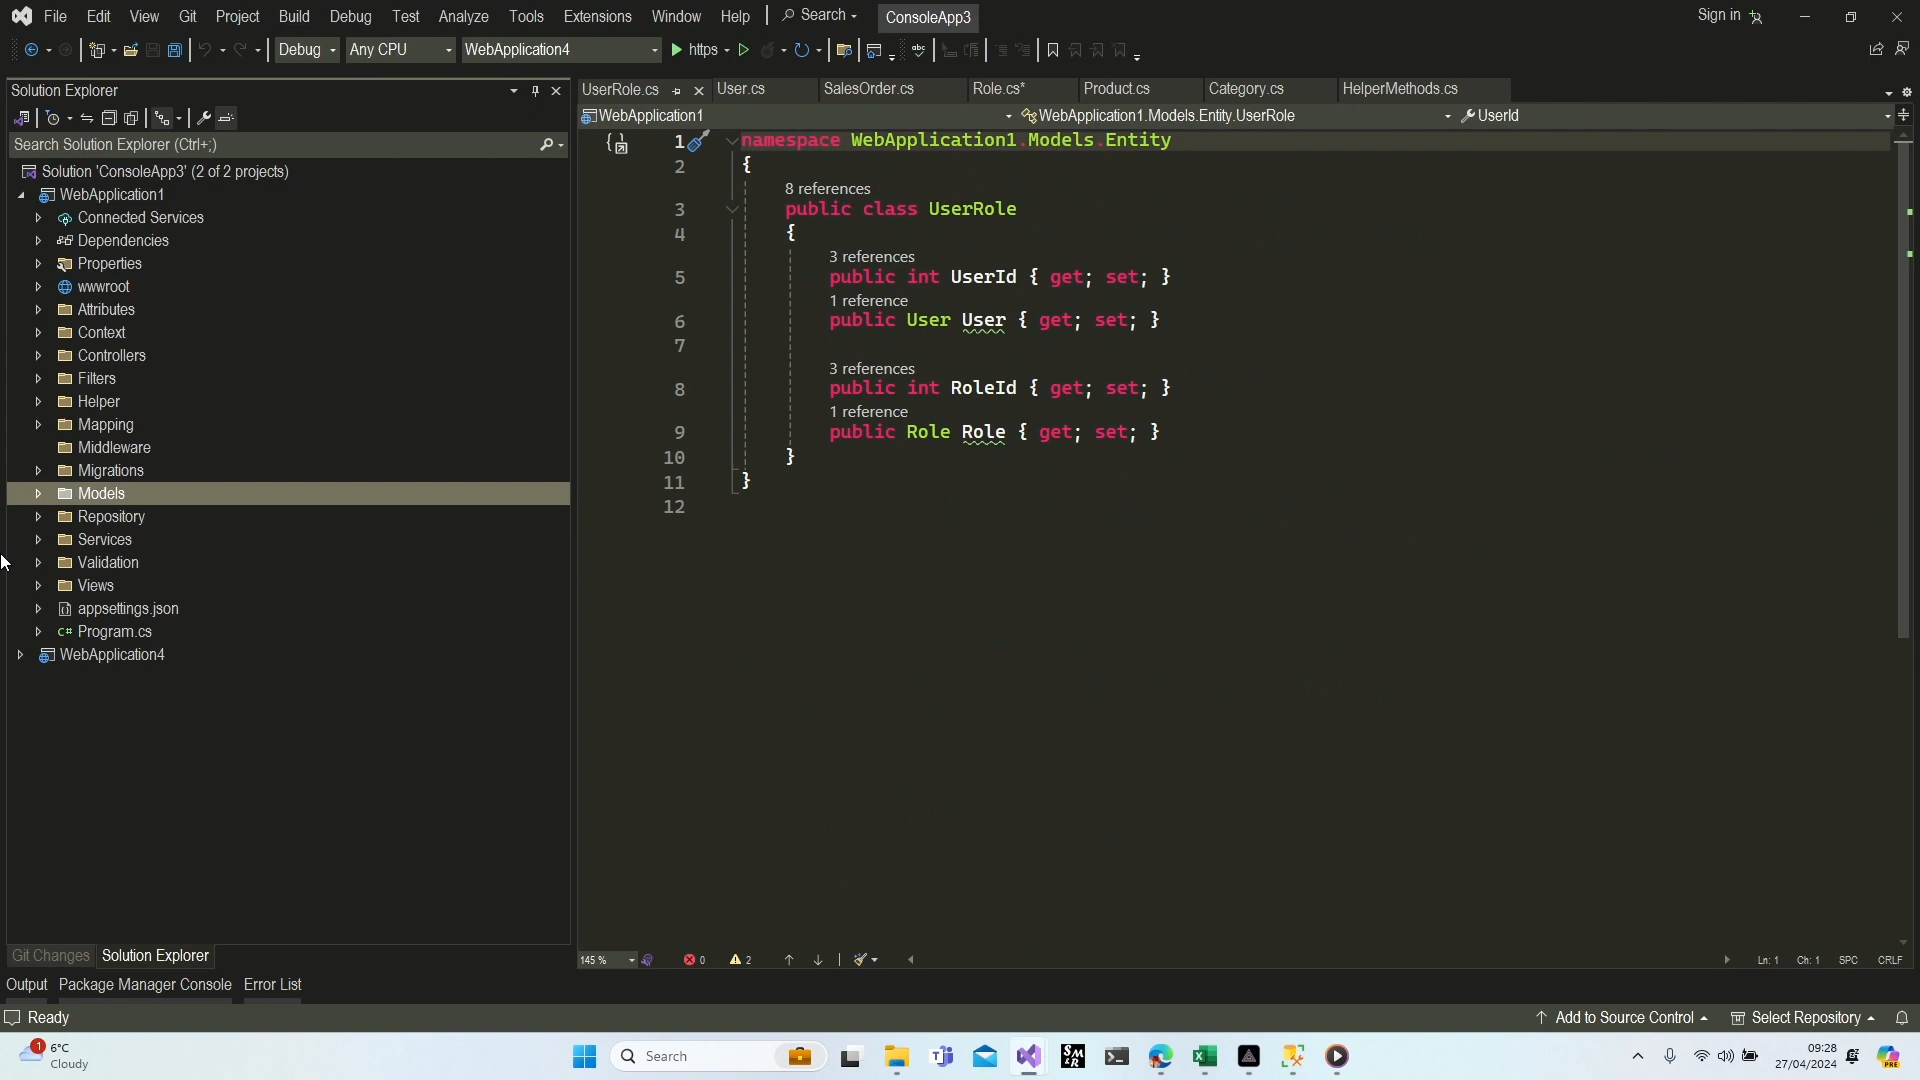 File Edit View Git Project Build Debug Test Analyze Tools Extensions Window Help Search ConsoleApp3 Sign in
Debug Any CPU WebApplication4 https
Solution Explorer
UserRole.cs User.cs SalesOrder.cs Role.cs* Product.cs Category.cs HelperMethods.cs
WebApplication1 WebApplication1.Models.Entity.UserRole UserId
Search Solution Explorer (Ctrl+;)
Solution 'ConsoleApp3' (2 of 2 projects)
WebApplication1
Connected Services
Dependencies
Properties
wwwroot
Attributes
Context
Controllers
Filters
Helper
Mapping
Middleware
Migrations
Models
Repository
Services
Validation
Views
appsettings.json
C# Program.cs
WebApplication4
1 namespace WebApplication1.Models.Entity
2 {
8 references
3 public class UserRole
4 {
3 references
5 public int UserId { get; set; }
1 reference
6 public User User { get; set; }
7
3 references
8 public int RoleId { get; set; }
1 reference
9 public Role Role { get; set; }
10 }
11 }
12
Git Changes Solution Explorer
145 % 0 2 Ln: 1 Ch: 1 SPC CRLF
Output Package Manager Console Error List
Ready Add to Source Control Select Repository
1 6°C
Cloudy
Search
09:28
27/04/2024
PRE